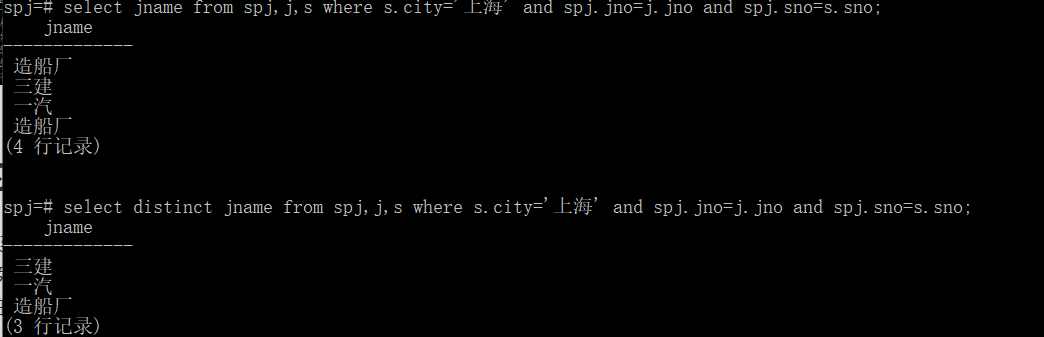 spj=# select jname from spj,j,s where s.city='上海' and spj.jno=j.jno and spj.sno=s.sno;
jname
-------------
造船厂
三建
一汽
造船厂
(4 行记录)
spj=# select distinct jname from spj,j,s where s.city='上海' and spj.jno=j.jno and spj.sno=s.sno;
jname
-------------
三建
一汽
造船厂
(3 行记录)